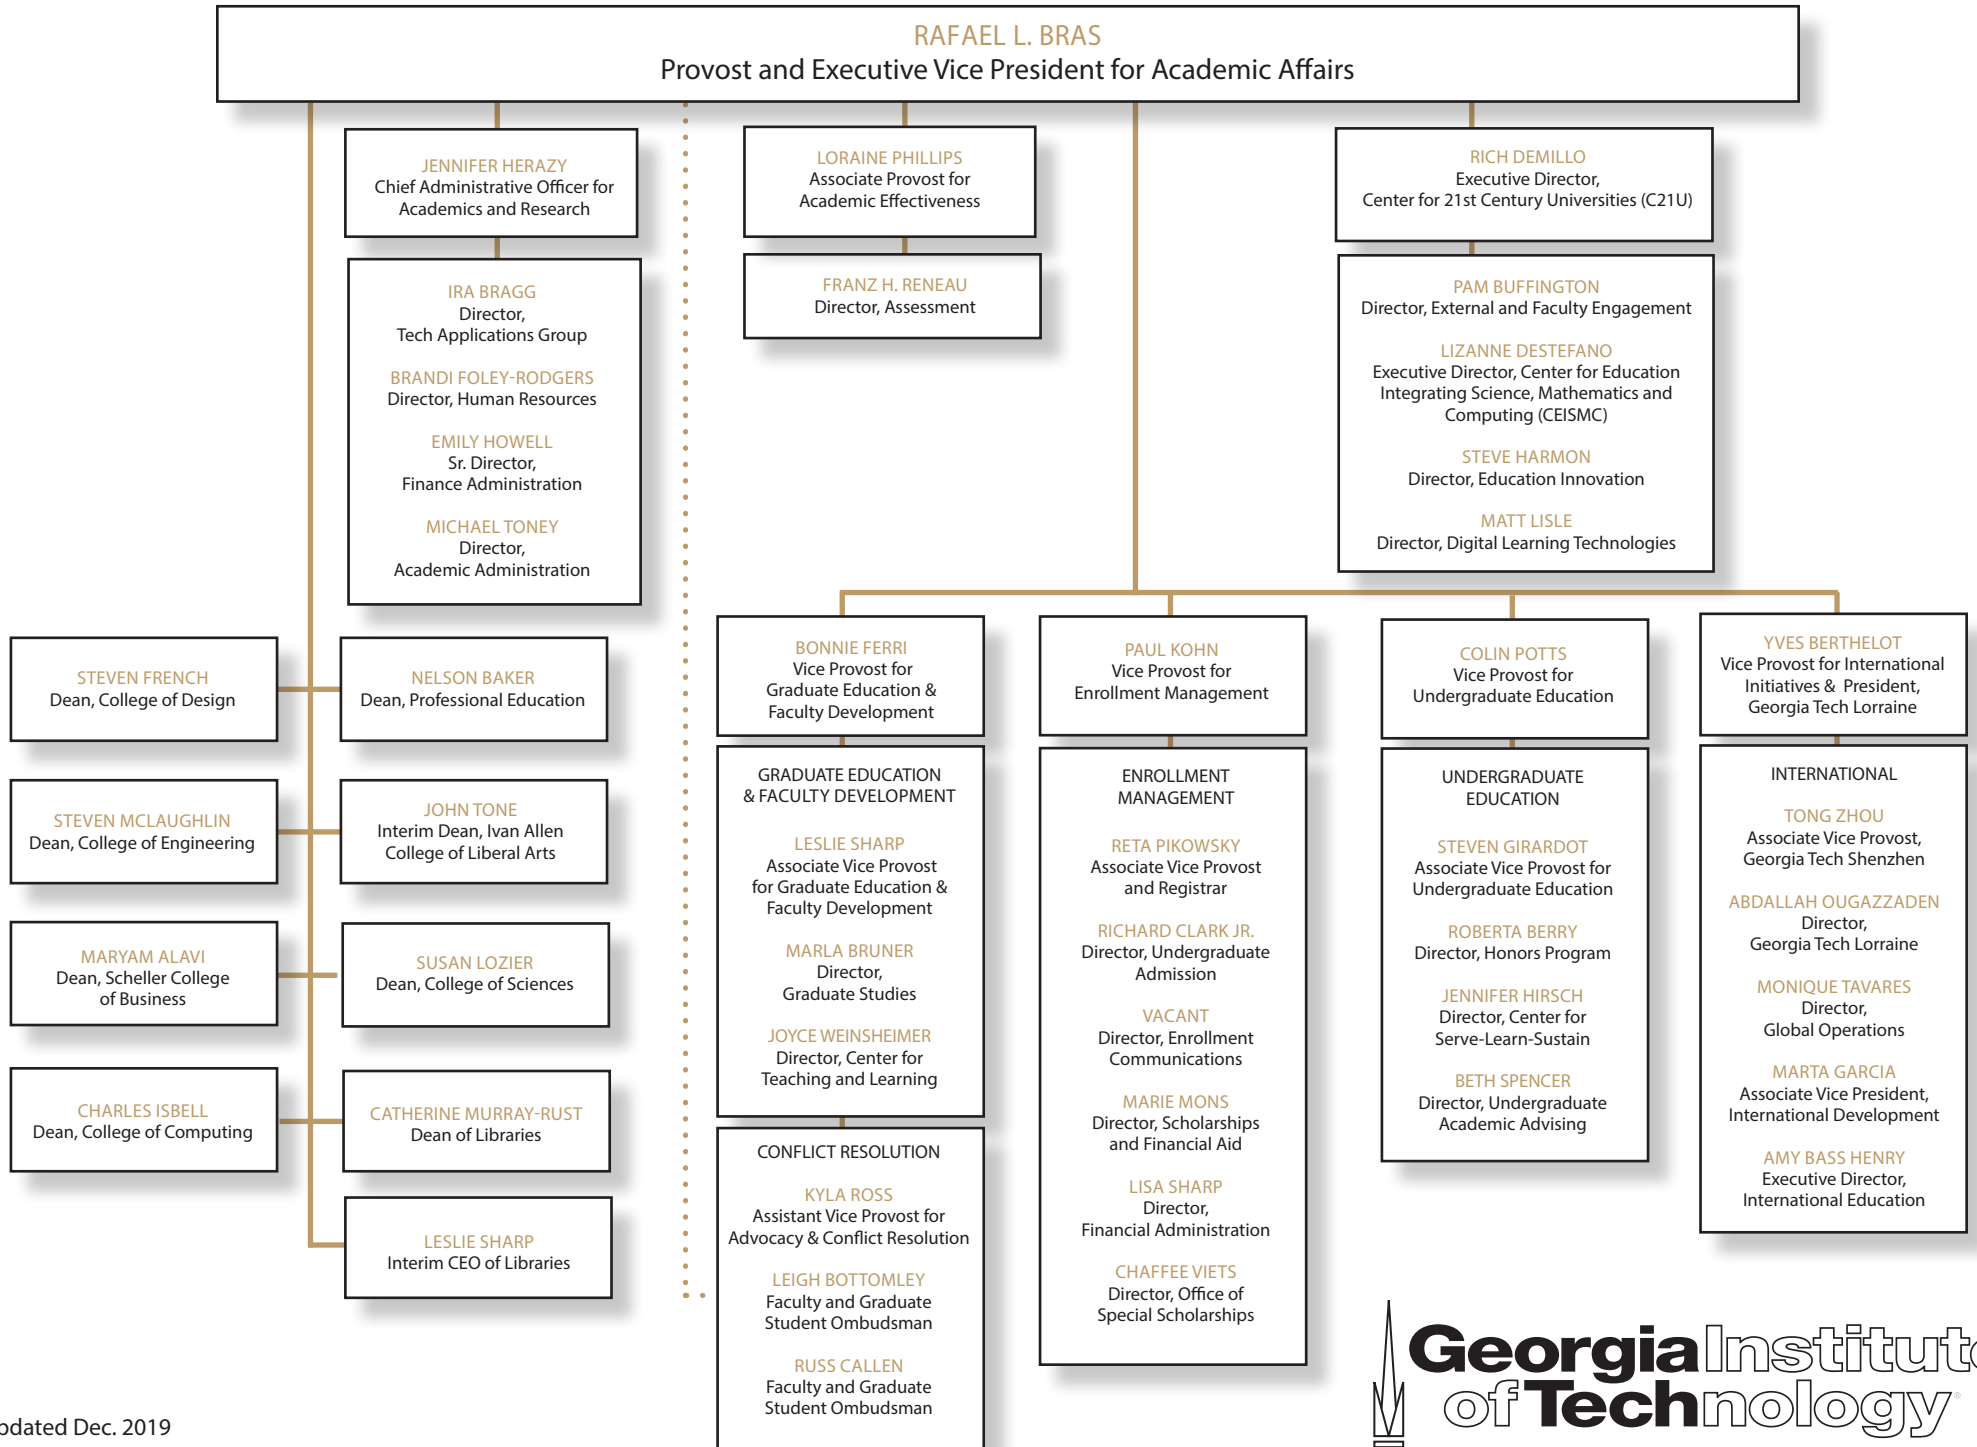 RAFAEL L. BRAS
Provost and Executive Vice President for Academic Affairs
JENNIFER HERAZY
Chief Administrative Officer for
Academics and Research
LORAINE PHILLIPS
Associate Provost for
Academic Effectiveness
RICH DEMILLO
Executive Director,
Center for 21st Century Universities (C21U)
IRA BRAGG
Director,
Tech Applications Group
BRANDI FOLEY-RODGERS
Director, Human Resources
EMILY HOWELL
Sr. Director,
Finance Administration
MICHAEL TONEY
Director,
Academic Administration
FRANZ H. RENEAU
Director, Assessment
PAM BUFFINGTON
Director, External and Faculty Engagement
LIZANNE DESTEFANO
Executive Director, Center for Education
Integrating Science, Mathematics and
Computing (CEISMC)
STEVE HARMON
Director, Education Innovation
MATT LISLE
Director, Digital Learning Technologies
STEVEN FRENCH
Dean, College of Design
NELSON BAKER
Dean, Professional Education
STEVEN MCLAUGHLIN
Dean, College of Engineering
JOHN TONE
Interim Dean, Ivan Allen
College of Liberal Arts
MARYAM ALAVI
Dean, Scheller College
of Business
SUSAN LOZIER
Dean, College of Sciences
CHARLES ISBELL
Dean, College of Computing
CATHERINE MURRAY-RUST
Dean of Libraries
LESLIE SHARP
Interim CEO of Libraries
BONNIE FERRI
Vice Provost for
Graduate Education &
Faculty Development
GRADUATE EDUCATION
& FACULTY DEVELOPMENT
LESLIE SHARP
Associate Vice Provost
for Graduate Education &
Faculty Development
MARLA BRUNER
Director,
Graduate Studies
JOYCE WEINSHEIMER
Director, Center for
Teaching and Learning
CONFLICT RESOLUTION
KYLA ROSS
Assistant Vice Provost for
Advocacy & Conflict Resolution
LEIGH BOTTOMLEY
Faculty and Graduate
Student Ombudsman
RUSS CALLEN
Faculty and Graduate
Student Ombudsman
PAUL KOHN
Vice Provost for
Enrollment Management
ENROLLMENT
MANAGEMENT
RETA PIKOWSKY
Associate Vice Provost
and Registrar
RICHARD CLARK JR.
Director, Undergraduate
Admission
VACANT
Director, Enrollment
Communications
MARIE MONS
Director, Scholarships
and Financial Aid
LISA SHARP
Director,
Financial Administration
CHAFFEE VIETS
Director, Office of
Special Scholarships
COLIN POTTS
Vice Provost for
Undergraduate Education
UNDERGRADUATE
EDUCATION
STEVEN GIRARDOT
Associate Vice Provost for
Undergraduate Education
ROBERTA BERRY
Director, Honors Program
JENNIFER HIRSCH
Director, Center for
Serve-Learn-Sustain
BETH SPENCER
Director, Undergraduate
Academic Advising
YVES BERTHELOT
Vice Provost for International
Initiatives & President,
Georgia Tech Lorraine
INTERNATIONAL
TONG ZHOU
Associate Vice Provost,
Georgia Tech Shenzhen
ABDALLAH OUGAZZADEN
Director,
Georgia Tech Lorraine
MONIQUE TAVARES
Director,
Global Operations
MARTA GARCIA
Associate Vice President,
International Development
AMY BASS HENRY
Executive Director,
International Education
pdated Dec. 2019
Georgia Institut
of Technology